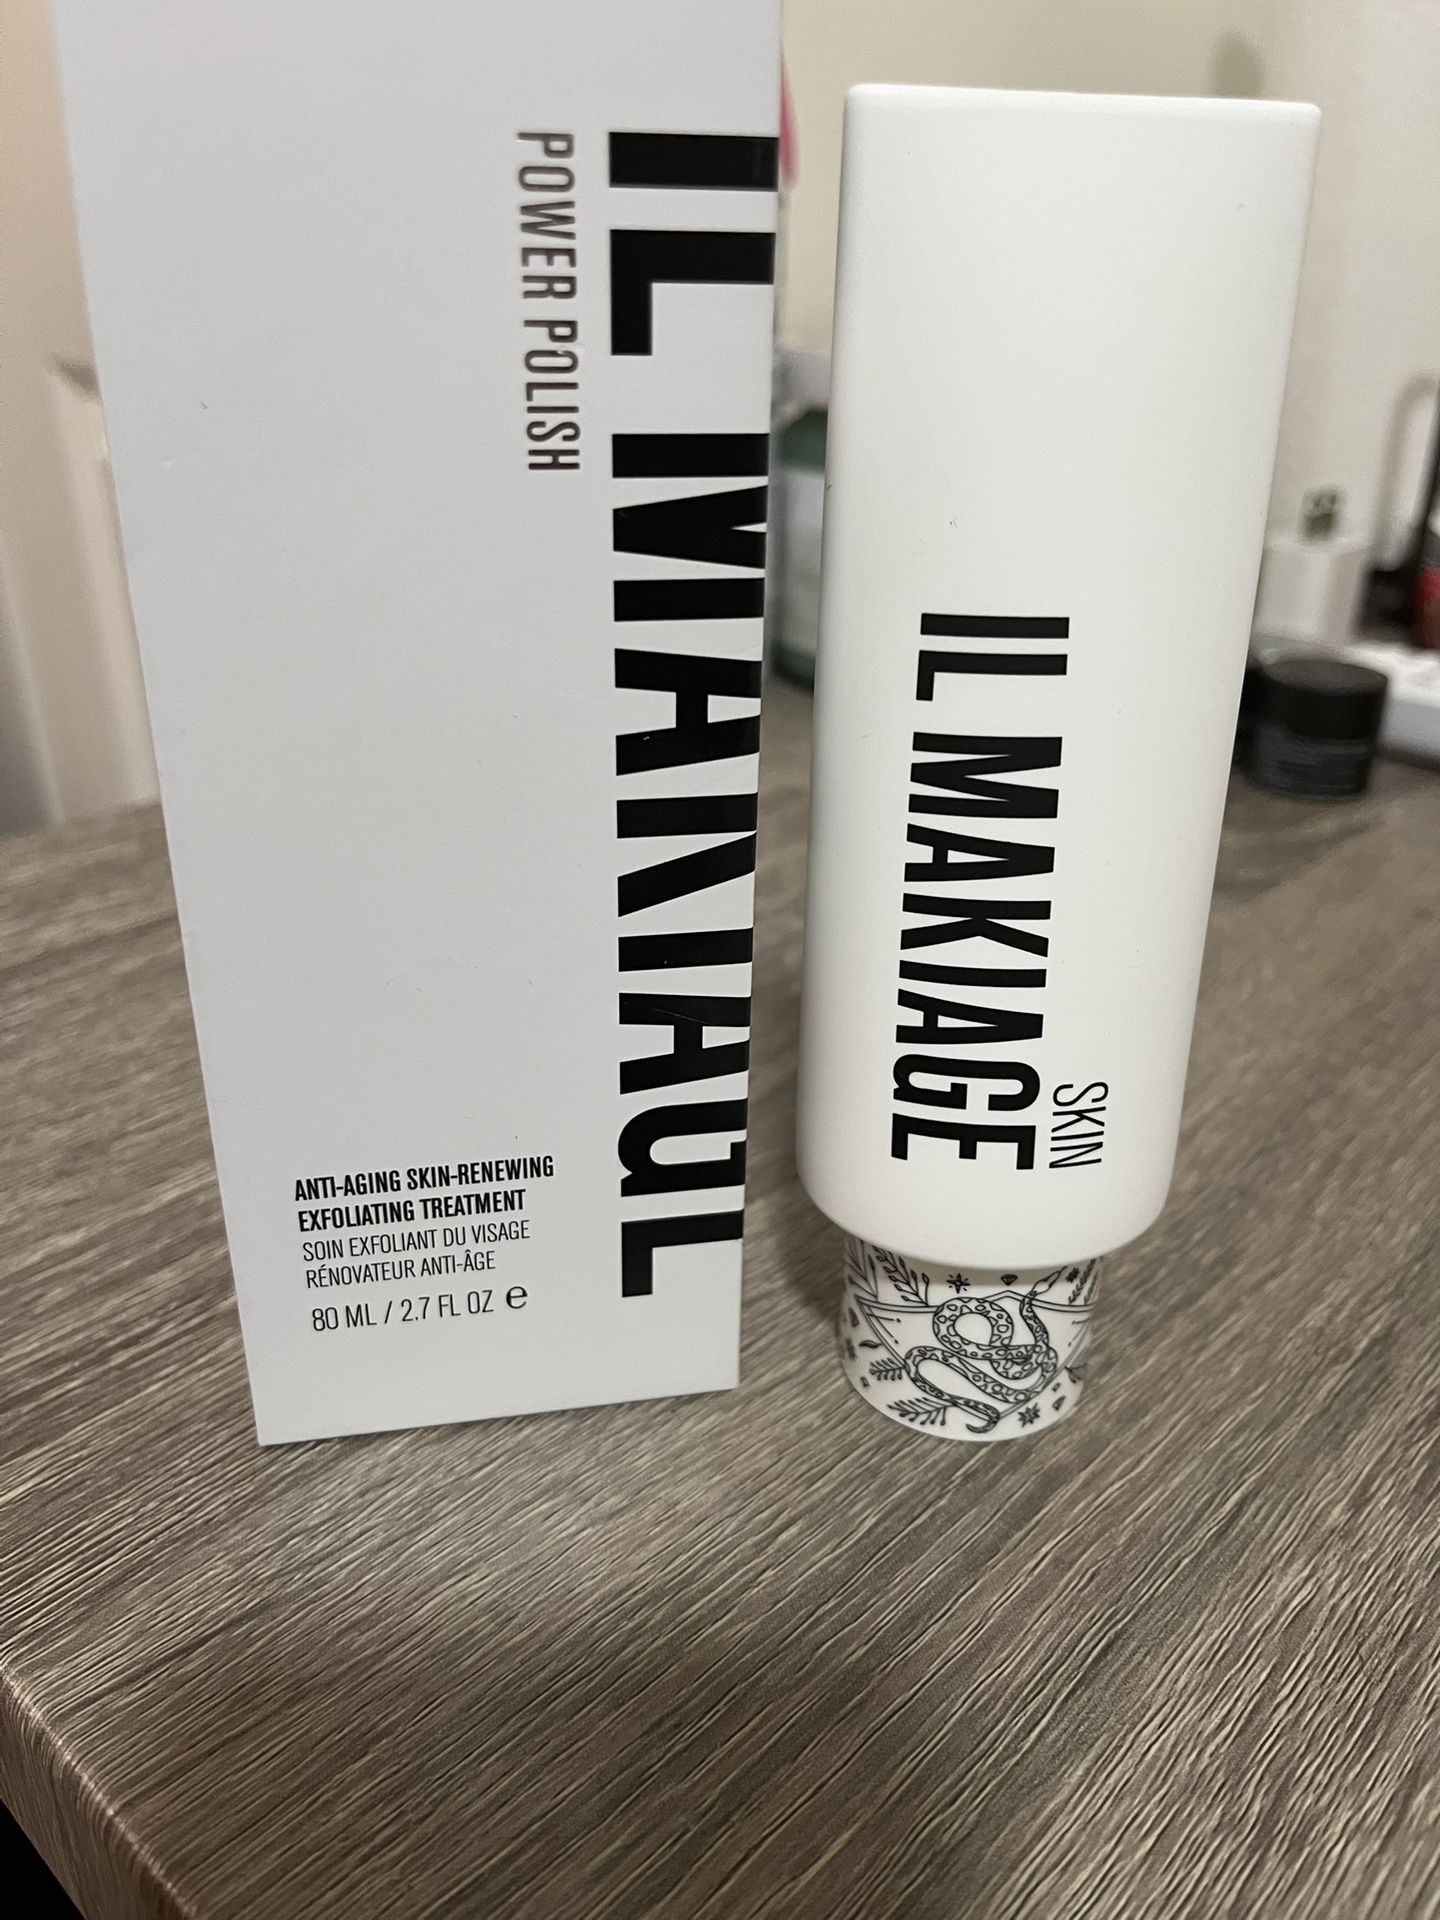 IL MAKIAGE
POWER POLISH
ANTI-AGING SKIN-RENEWING
EXFOLIATING TREATMENT
SOIN EXFOLIANT DU VISAGE
RÉNOVATEUR ANTI-ÂGE
80 ML / 2.7 FL OZ ℮
IL MAKIAGE
SKIN